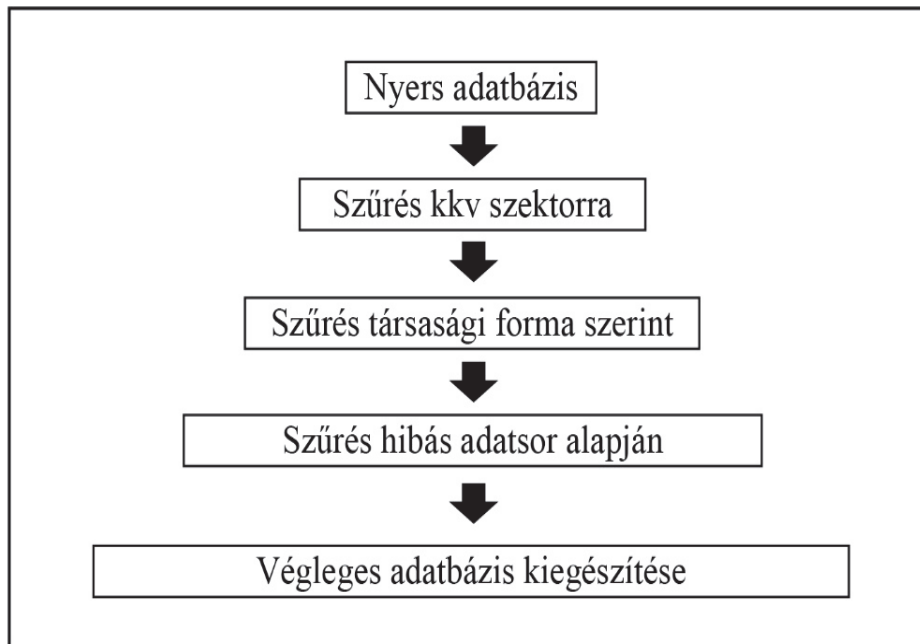 Nyers adatbázis
Szűrés kkv szektorra
Szűrés társasági forma szerint
Szűrés hibás adatsor alapján
Végleges adatbázis kiegészítése